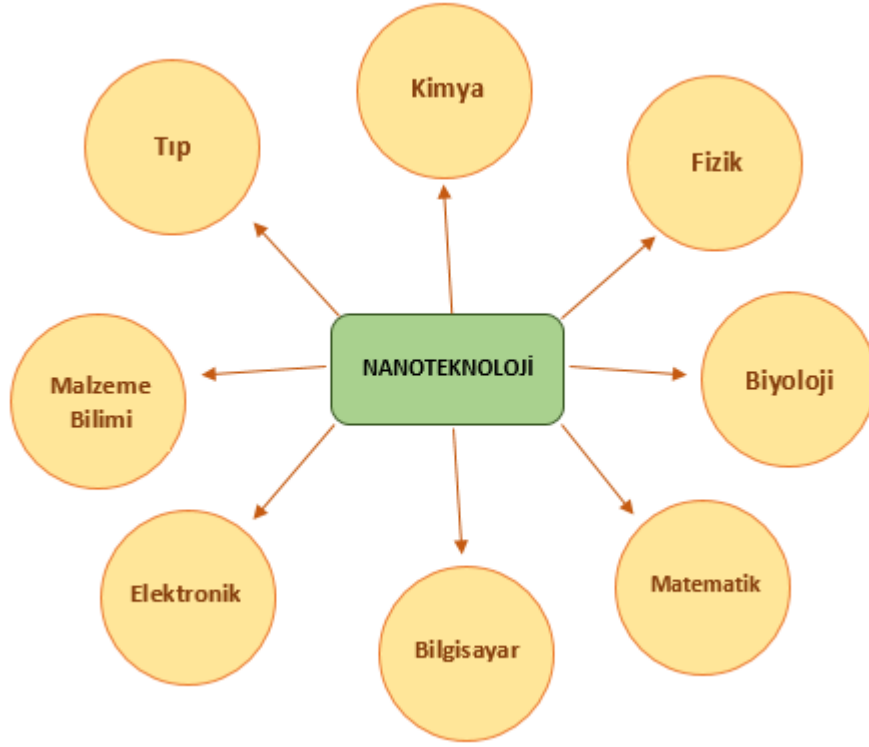 Kimya
Tıp
Fizik
NANOTEKNOLOJİ
Malzeme
Bilimi
Biyoloji
Elektronik
Matematik
Bilgisayar